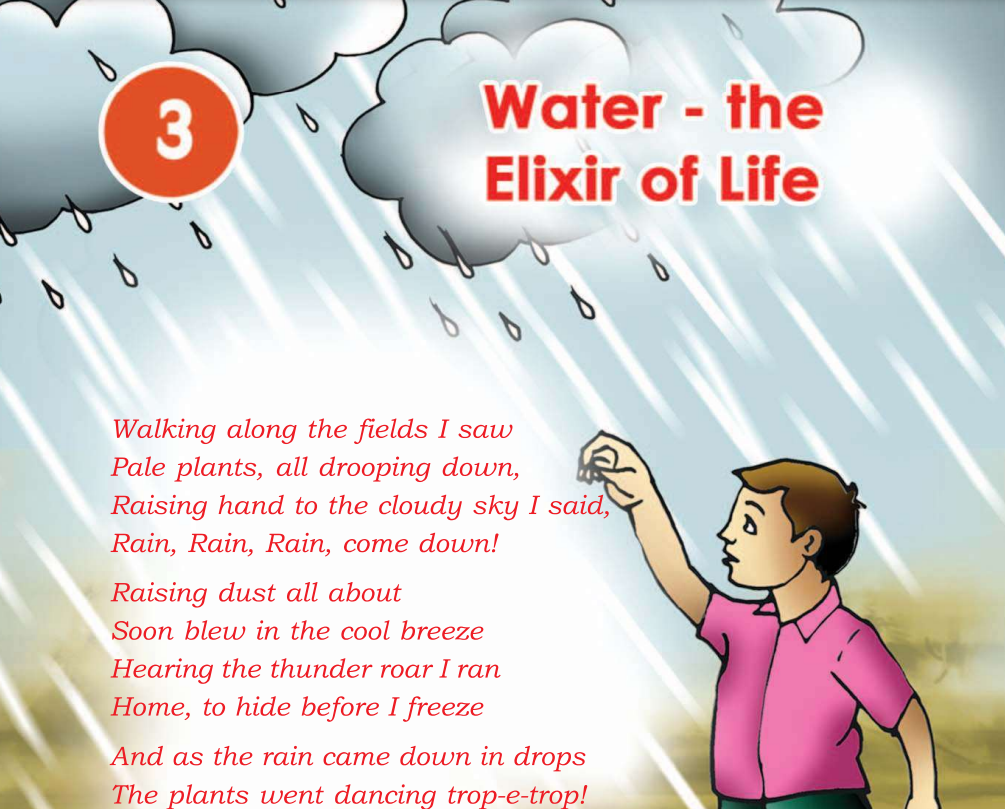 3
Water - the
Elixir of Life
Walking along the fields I saw
Pale plants, all drooping down,
Raising hand to the cloudy sky I said,
Rain, Rain, Rain, come down!
Raising dust all about
Soon blew in the cool breeze
Hearing the thunder roar I ran
Home, to hide before I freeze
And as the rain came down in drops
The plants went dancing trop-e-trop!